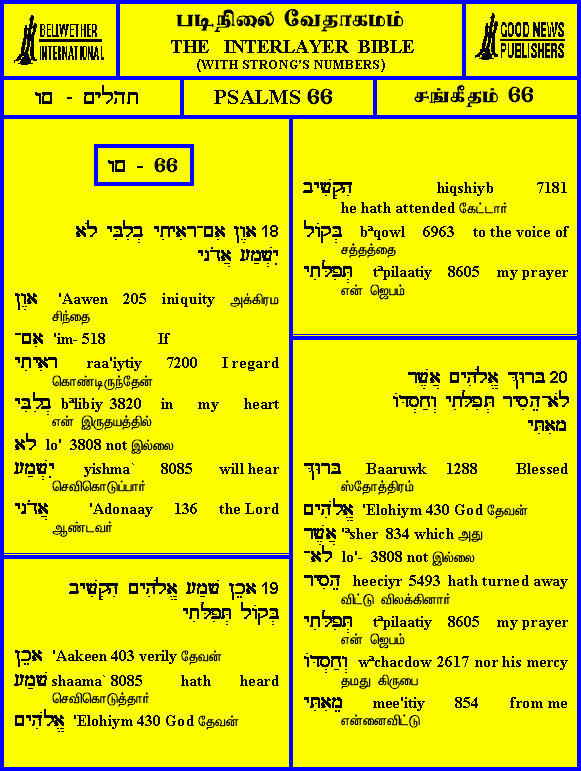 BELLWETHER INTERNATIONAL
படிநிலை வேதாகமம்
THE INTERLAYER BIBLE
(WITH STRONG'S NUMBERS)
GOOD NEWS PUBLISHERS
תהלים - סו
PSALMS 66
சங்கீதம் 66
סו - 66
18 אָוֶן אִם־רָאִיתִי בְלִבִּי לֹא
יִשְׁמַע אֲדֹנָי
אָוֶן 'Aawen 205 iniquity அக்கிரம
சிந்தை
אִם־ 'im- 518 If
רָאִיתִי raa'iytiy 7200 I regard
கொண்டிருந்தேன்
בְלִבִּי bªlibiy 3820 in my heart
என் இருதயத்தில்
לֹא lo' 3808 not இல்லை
יִשְׁמַע yishma` 8085 will hear
செவிகொடுப்பார்
אֲדֹנָי 'Adonaay 136 the Lord
ஆண்டவர்
19 אָכֵן שָׁמַע אֱלֹהִים הִקְשִׁיב
בְּקוֹל תְּפִלָּתִי
אָכֵן 'Aakeen 403 verily தேவன்
שָׁמַע shaama` 8085 hath heard
செவிகொடுத்தார்
אֱלֹהִים 'Elohiym 430 God தேவன்
הִקְשִׁיב hiqshiyb 7181
he hath attended கேட்டார்
בְּקוֹל bªqowl 6963 to the voice of
சத்தத்தை
תְּפִלָּתִי tªpilaatiy 8605 my prayer
என் ஜெபம்
20 בָּרוּךְ אֱלֹהִים אֲשֶׁר
לֹא־הֵסִיר תְּפִלָּתִי וְחַסְדּוֹ
מֵאִתִּי
בָּרוּךְ Baaruwk 1288 Blessed
ஸ்தோத்திரம்
אֱלֹהִים 'Elohiym 430 God தேவன்
אֲשֶׁר 'ªsher 834 which அது
לֹא־ lo'- 3808 not இல்லை
הֵסִיר heeciyr 5493 hath turned away
விட்டு விலக்கினார்
תְּפִלָּתִי tªpilaatiy 8605 my prayer
என் ஜெபம்
וְחַסְדּוֹ wªchacdow 2617 nor his mercy
தமது கிருபை
מֵאִתִּי mee'itiy 854 from me
என்னைவிட்டு